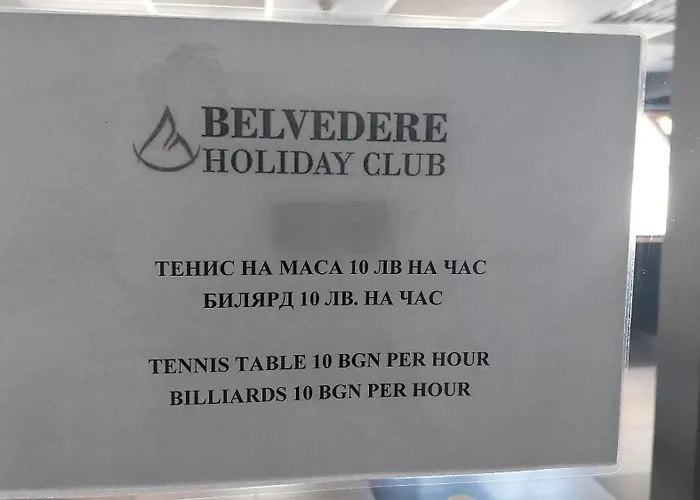 BELVEDERE
HOLIDAY CLUB
ТЕНИС НА МАСА 10 ЛВ НА ЧАС
БИЛЯРД 10 ЛВ. НА ЧАС
TENNIS TABLE 10 BGN PER HOUR
BILLIARDS 10 BGN PER HOUR